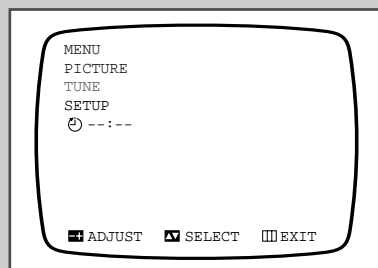 MENU
PICTURE
TUNE
SETUP
--:--
ADJUST SELECT EXIT